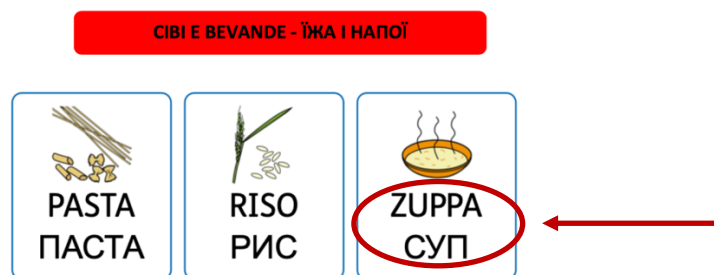 CIBI E BEVANDE - ЇЖА І НАПОЇ
PASTA
ПАСТА
RISO
РИС
ZUPPA
СУП